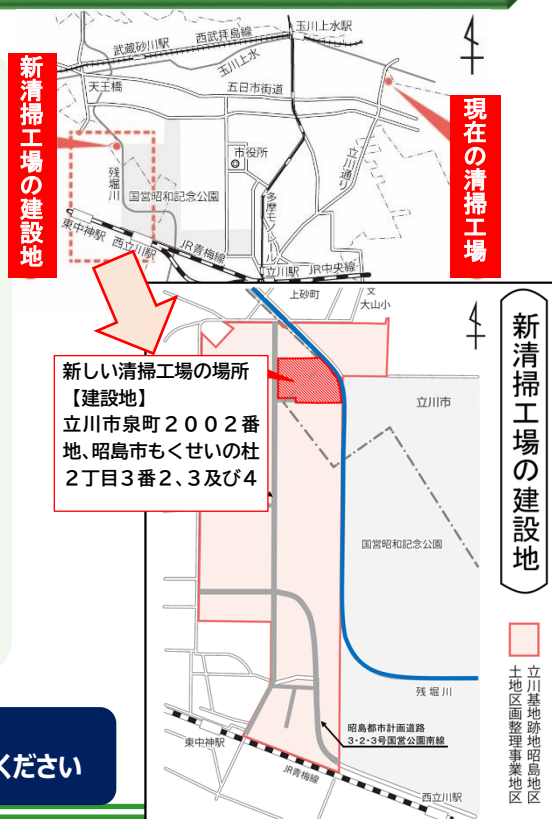 玉川上水駅
西武拝島線
武蔵砂川駅
玉川上水
天王橋
五日市街道
新清掃工場の建設地
現在の清掃工場
市役所
立川通り
残堀川
国営昭和記念公園
多摩モノレール
東中神駅
西立川駅
JR青梅線
立川駅
JR中央線
上砂町
文
大山小
新しい清掃工場の場所
【建設地】
立川市泉町2002番
地、昭島市もくせいの杜
2丁目3番2、3及び4
立川市
国営昭和記念公園
残堀川
昭島都市計画道路
3・2・3号国営公園南線
東中神駅
JR青梅線
西立川駅
新清掃工場の建設地
立川基地跡地昭島地区
土地区画整理事業地区
ください